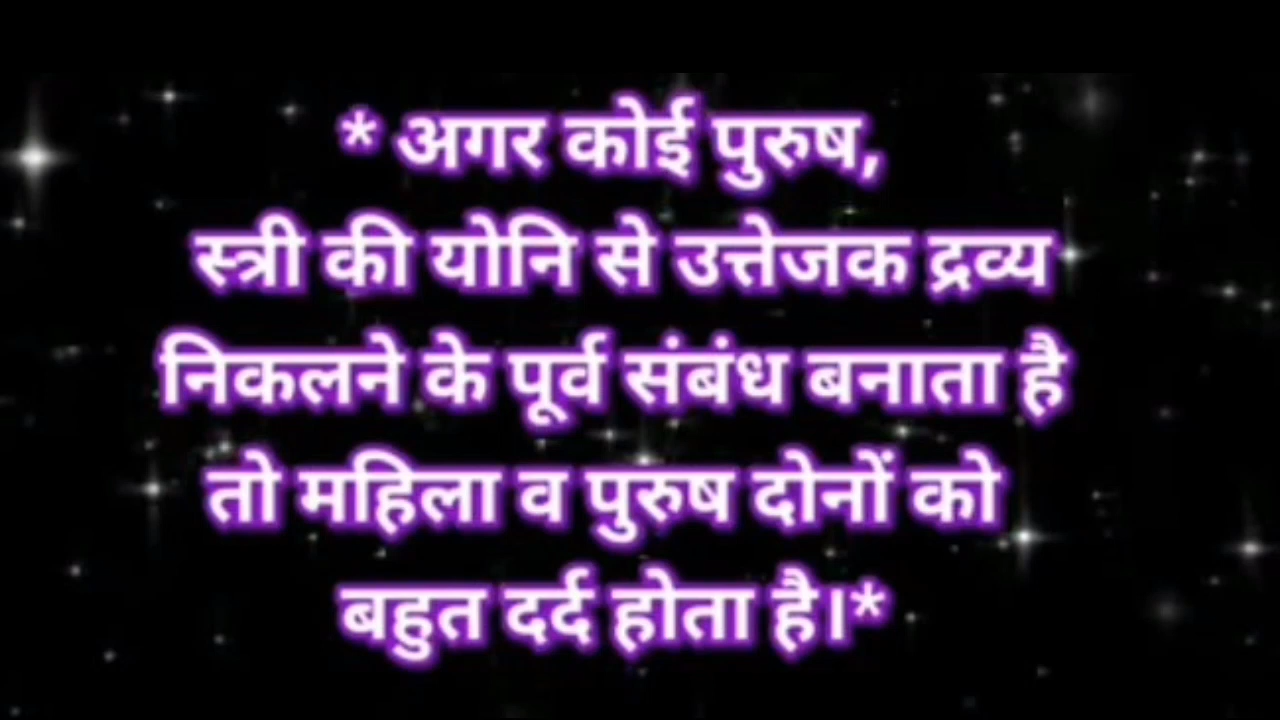 * अगर कोई पुरुष,
स्त्री की योनि से उत्तेजक द्रव्य
निकलने के पूर्व संबंध बनाता है
तो महिला व पुरुष दोनों को
बहुत दर्द होता है।*